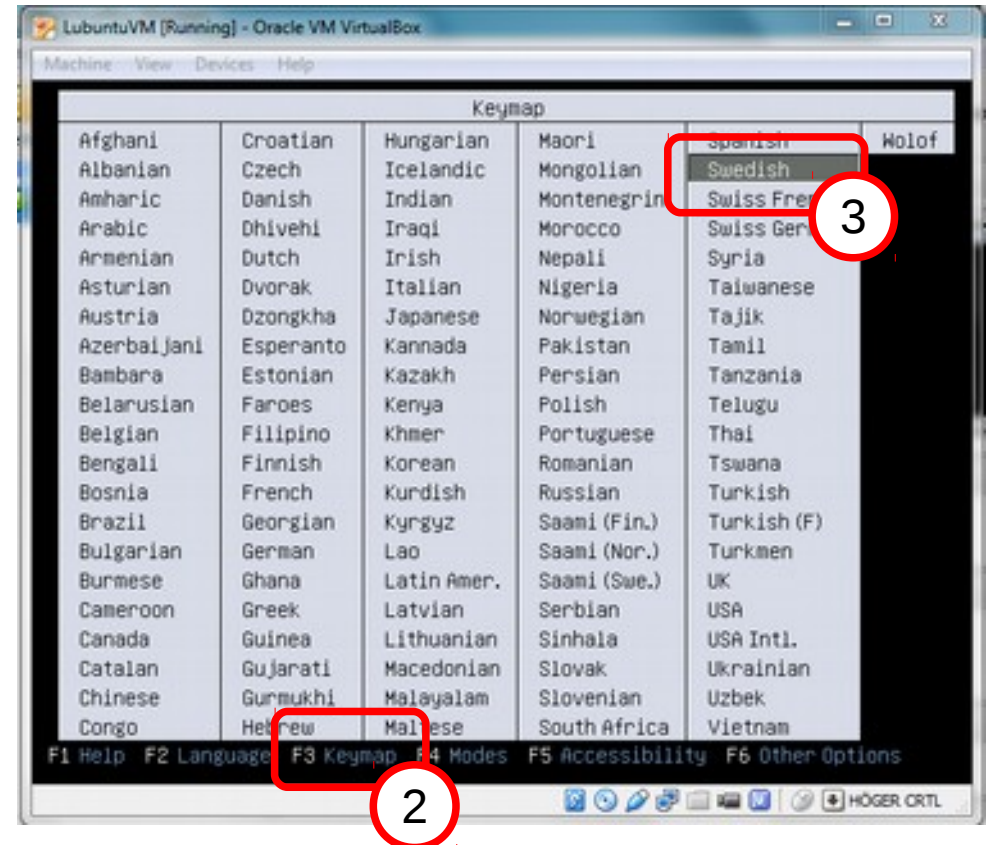 LubuntuVM [Running] - Oracle VM VirtualBox
Machine View Devices Help
Keymap
Afghani Croatian Hungarian Maori Spanish Wolof
Albanian Czech Icelandic Mongolian Swedish
Amharic Danish Indian Montenegrin Swiss Fren
Arabic Dhivehi Iraqi Morocco Swiss Ger
3
Armenian Dutch Irish Nepali Syria
Asturian Dvorak Italian Nigeria Taiwanese
Austria Dzongkha Japanese Norwegian Tajik
Azerbaijani Esperanto Kannada Pakistan Tamil
Bambara Estonian Kazakh Persian Tanzania
Belarusian Faroes Kenya Polish Telugu
Belgian Filipino Khmer Portuguese Thai
Bengali Finnish Korean Romanian Tswana
Bosnia French Kurdish Russian Turkish
Brazil Georgian Kyrgyz Saami (Fin.) Turkish (F)
Bulgarian German Lao Saami (Nor.) Turkmen
Burmese Ghana Latin Amer. Saami (Swe.) UK
Cameroon Greek Latvian Serbian USA
Canada Guinea Lithuanian Sinhala USA Intl.
Catalan Gujarati Macedonian Slovak Ukrainian
Chinese Gurmukhi Malayalam Slovenian Uzbek
Congo Hebrew Maltese South Africa Vietnam
F1 Help F2 Language F3 Keymap F4 Modes F5 Accessibility F6 Other Options
2
HÖGER CRTL